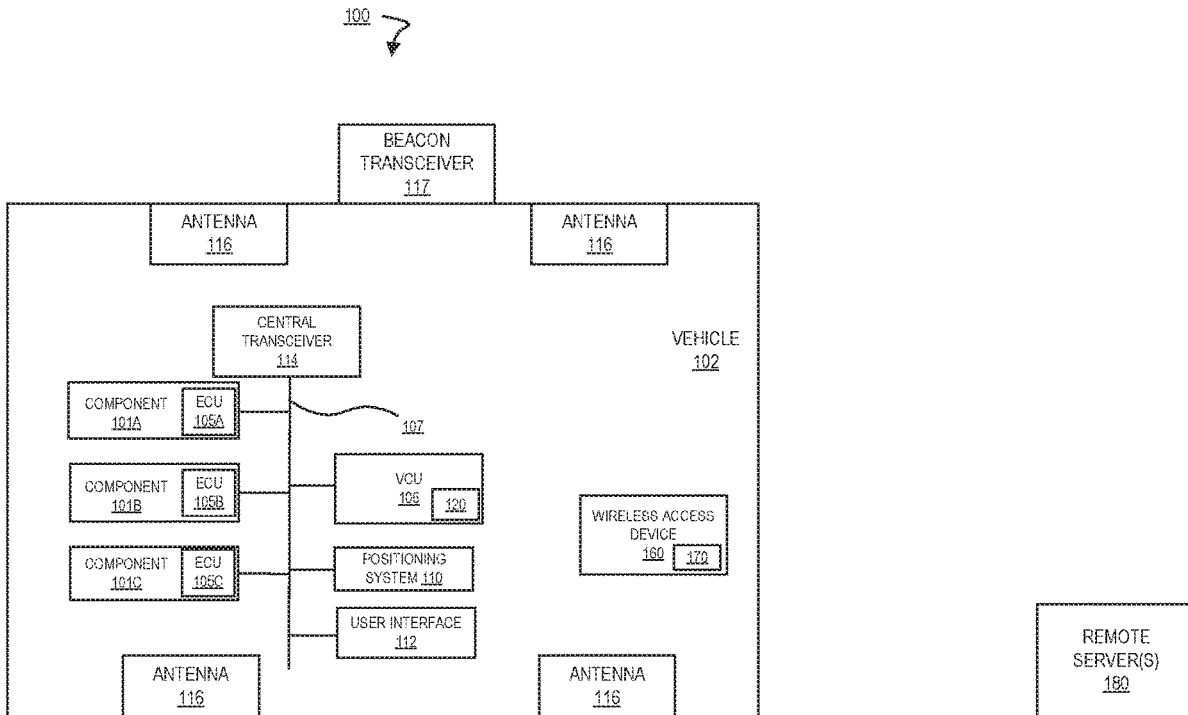 100
BEACON
TRANSCEIVER
117
ANTENNA
116
ANTENNA
116
CENTRAL
TRANSCEIVER
114
VEHICLE
102
COMPONENT
101A
ECU
105A
107
COMPONENT
101B
ECU
105B
VCU
106
120
WIRELESS ACCESS
DEVICE
160
170
COMPONENT
101C
ECU
105C
POSITIONING
SYSTEM 110
USER INTERFACE
112
ANTENNA
116
ANTENNA
116
REMOTE
SERVER(S)
180